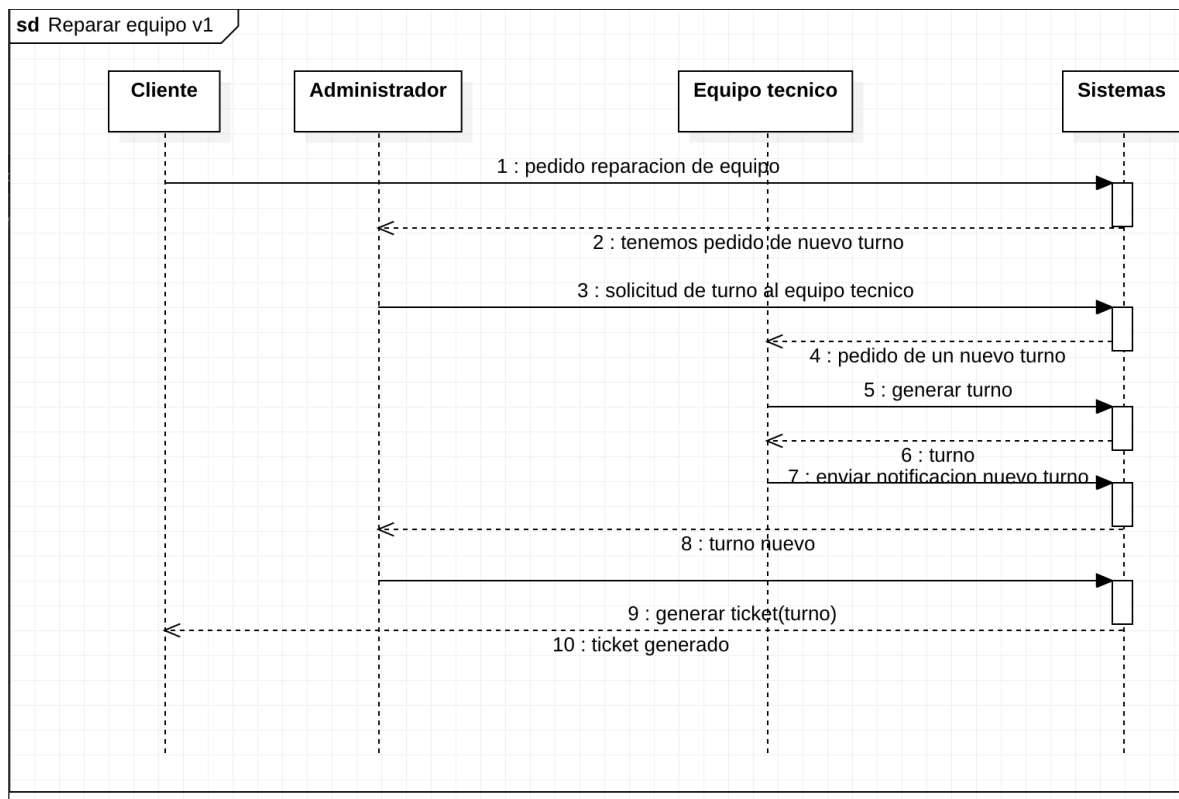 sd Reparar equipo v1
Cliente
Administrador
Equipo tecnico
Sistemas
1 : pedido reparacion de equipo
2 : tenemos pedido de nuevo turno
3 : solicitud de turno al equipo tecnico
4 : pedido de un nuevo turno
5 : generar turno
6 : turno
7 : enviar notificacion nuevo turno
8 : turno nuevo
9 : generar ticket(turno)
10 : ticket generado